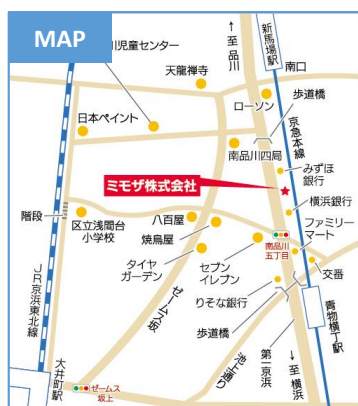 MAP
川児童センター
↑至品川
新馬場駅
南口
天龍禅寺
ローソン
歩道橋
京急本線
日本ペイント
南品川四局
みずほ
銀行
ミモザ株式会社
横浜銀行
階段
区立浅間台
小学校
八百屋
焼鳥屋
ファミリー
マート
南品川
五丁目
タイヤ
ガーデン
セブン
イレブン
交番
ゼームス坂
りそな銀行
JR京浜東北線
歩道橋
青物横丁駅
池上通り
第一京浜
大井町駅
ゼームス
坂上
↓至横浜